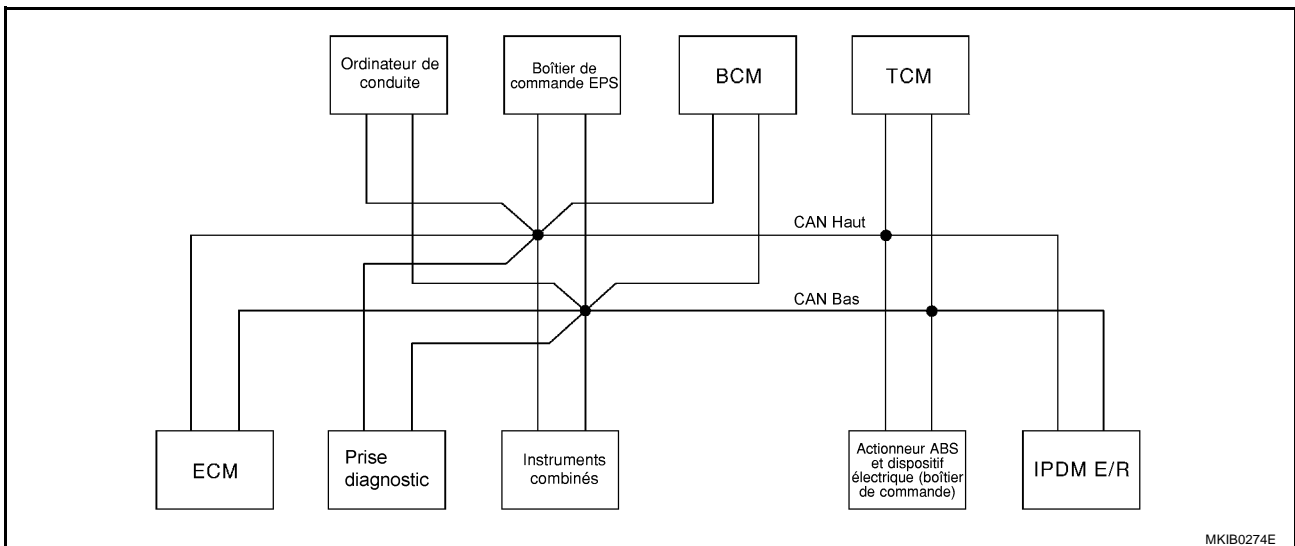 Ordinateur de
conduite
Boîtier de
commande EPS
BCM
TCM
CAN Haut
CAN Bas
ECM
Prise
diagnostic
Instruments
combinés
Actionneur ABS
et dispositif
électrique (boîtier
de commande)
IPDM E/R
MKIB0274E